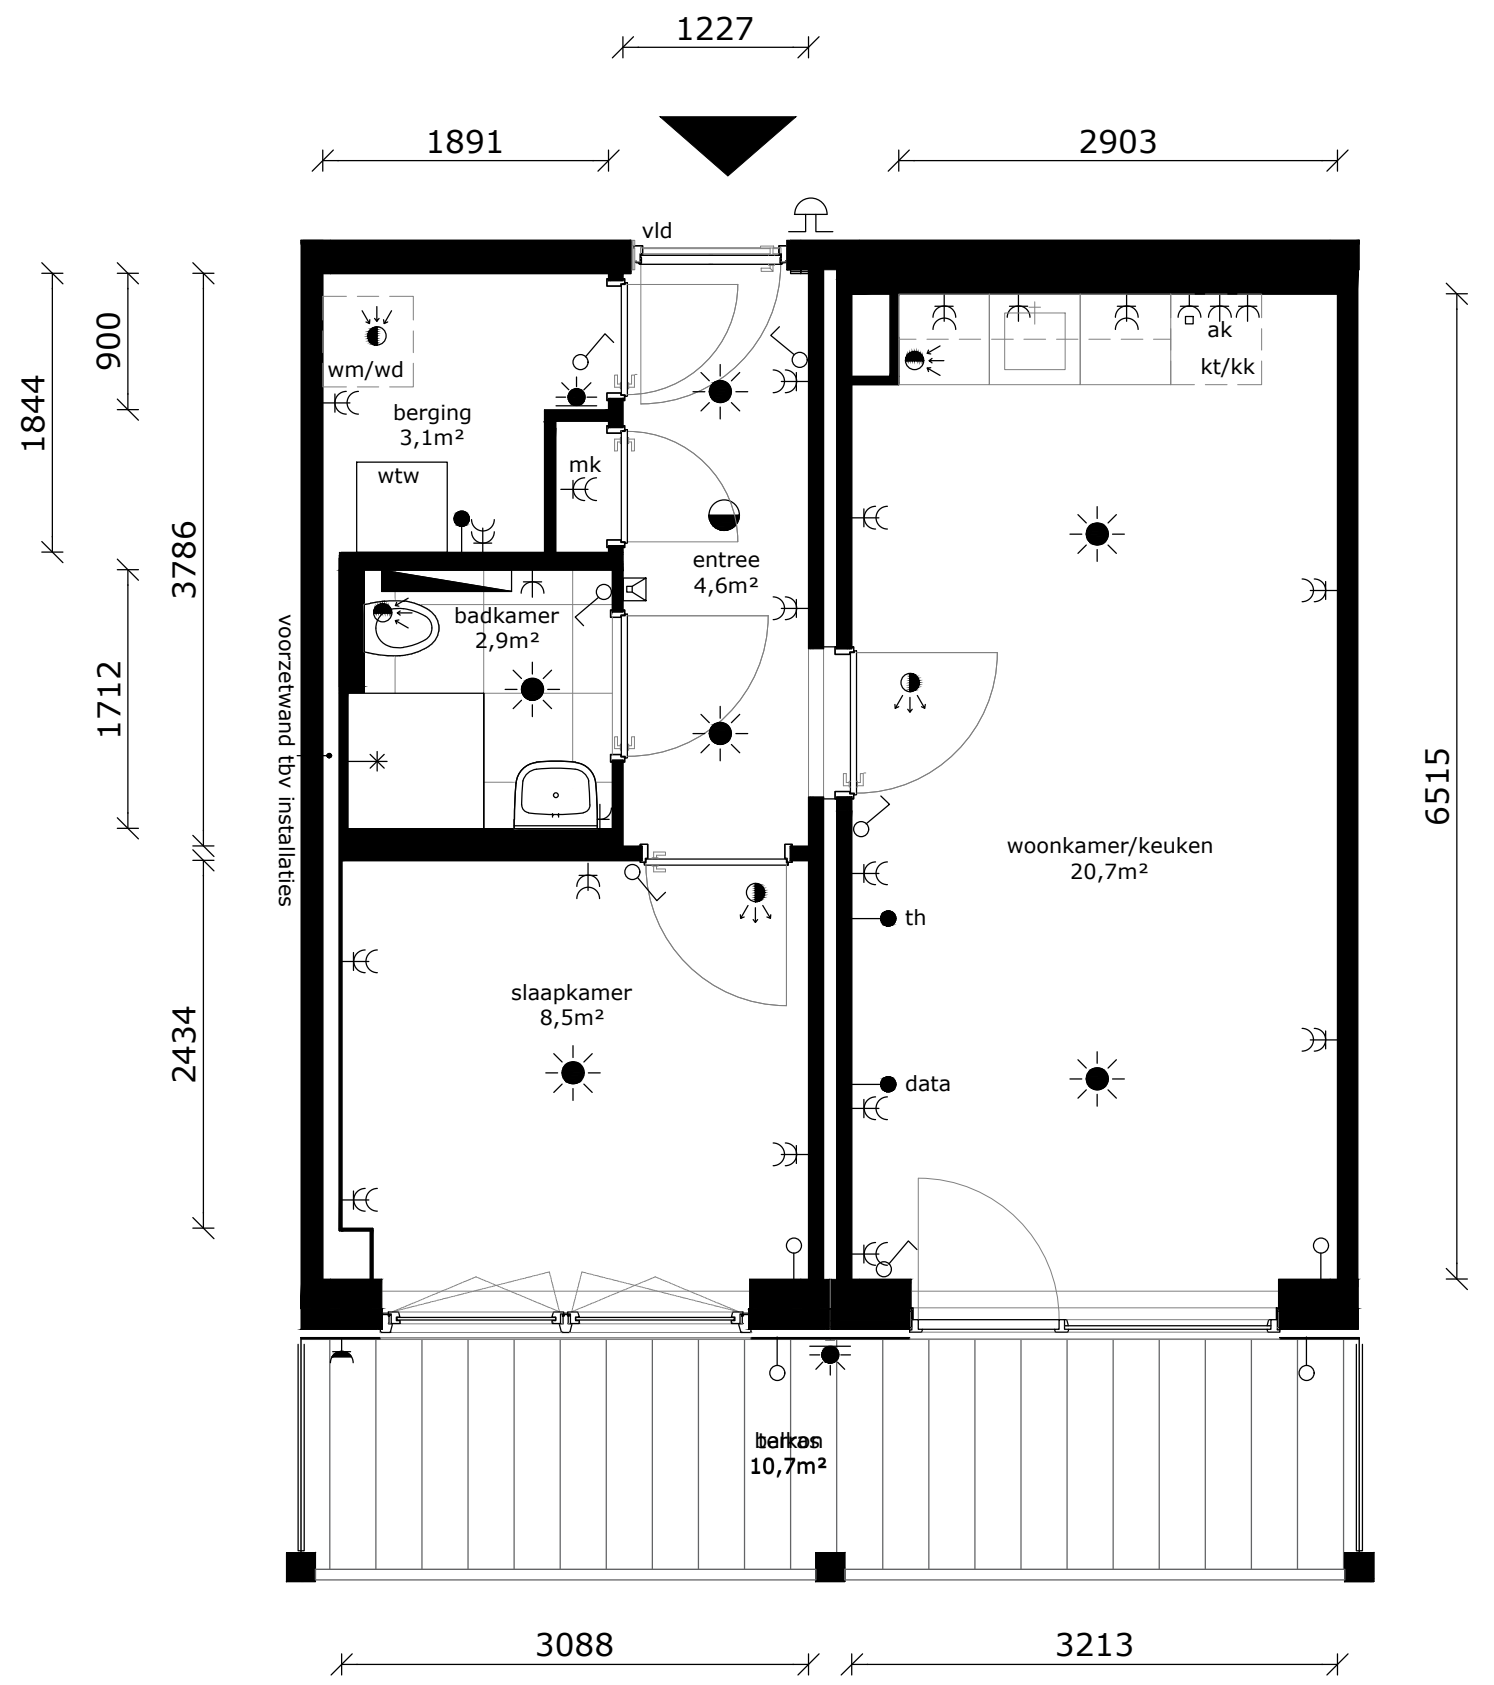 1227
1891
2903
vld
900
1844
3786
wm/wd
berging
3,1m²
wtw
mk
ak
kt/kk
entree
4,6m²
badkamer
2,9m²
1712
voorzetwand tbv installaties
6515
woonkamer/keuken
20,7m²
th
slaapkamer
8,5m²
2434
data
10,7m²
3088
3213